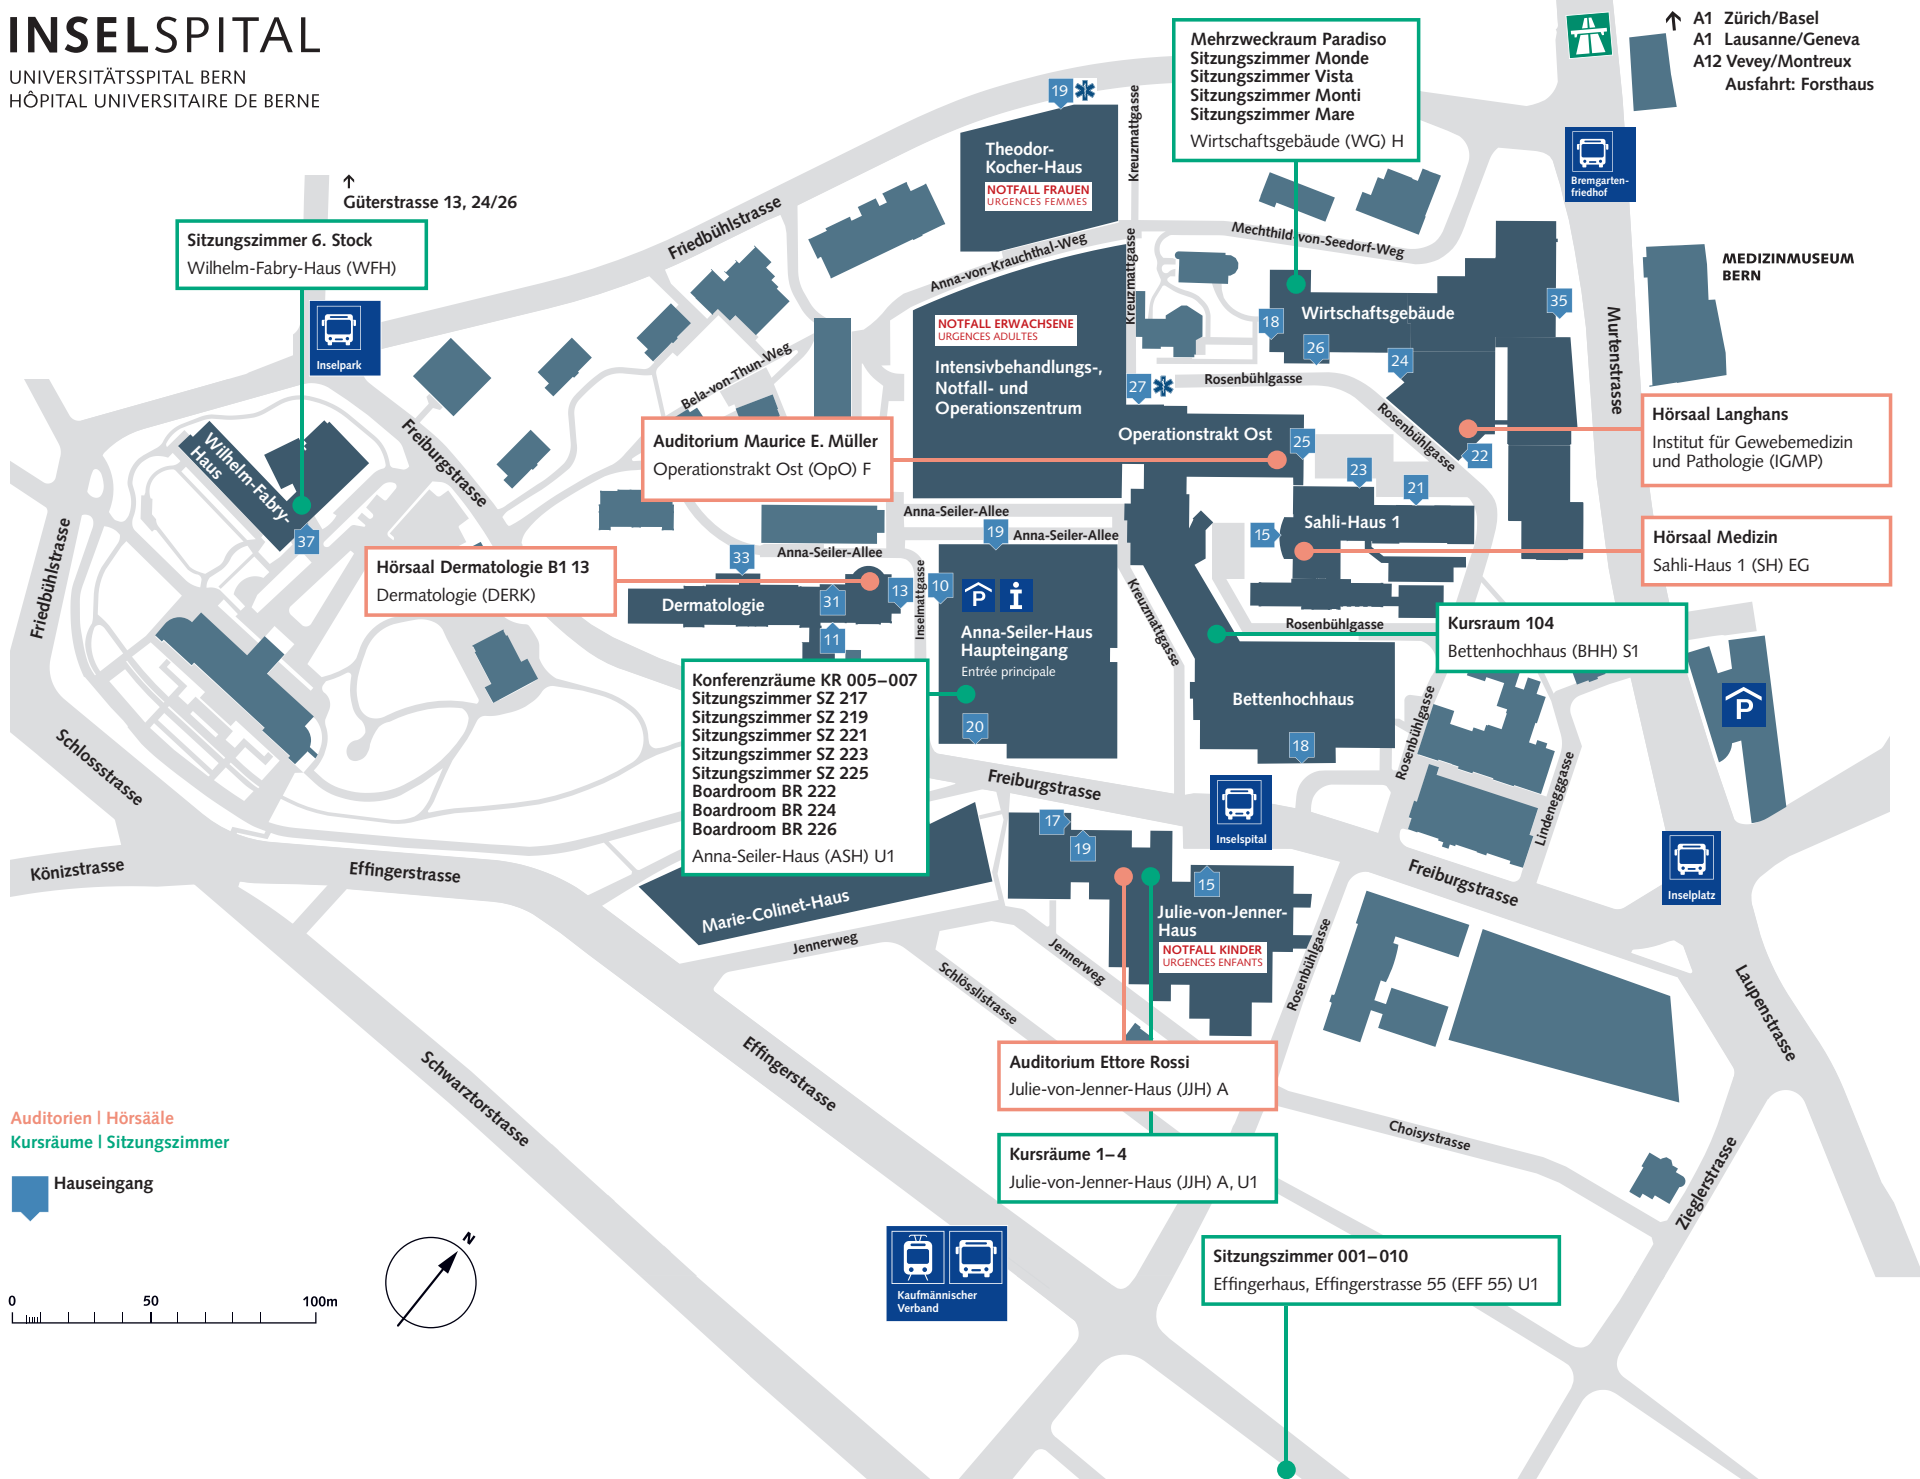 INSELSPITAL
UNIVERSITÄTSSPITAL BERN
HÔPITAL UNIVERSITAIRE DE BERNE
A1 Zürich/Basel
A1 Lausanne/Geneva
A12 Vevey/Montreux
Ausfahrt: Forsthaus
Mehrzweckraum Paradiso
Sitzungszimmer Monde
Sitzungszimmer Vista
Sitzungszimmer Monti
Sitzungszimmer Mare
Wirtschaftsgebäude (WG) H
19
Theodor-
Kocher-Haus
NOTFALL FRAUEN
URGENCES FEMMES
Kreuzmattgasse
Bremgarten-
friedhof
Güterstrasse 13, 24/26
Sitzungszimmer 6. Stock
Wilhelm-Fabry-Haus (WFH)
Friedbühlstrasse
Anna-von-Krauchthal-Weg
Kreuzmattgasse
Mechthild-von-Seedorf-Weg
MEDIZINMUSEUM
BERN
Inselpark
NOTFALL ERWACHSENE
URGENCES ADULTES
Intensivbehandlungs-,
Notfall- und
Operationszentrum
Wirtschaftsgebäude
18
26
24
35
Murtenstrasse
27
Rosenbühlgasse
Rosenbühlgasse
Bela-von-Thun-Weg
Freiburgstrasse
Wilhelm-Fabry-
Haus
37
Auditorium Maurice E. Müller
Operationstrakt Ost (OpO) F
Operationstrakt Ost
25
23
21
22
Hörsaal Langhans
Institut für Gewebemedizin
und Pathologie (IGMP)
Anna-Seiler-Allee
Anna-Seiler-Allee
Anna-Seiler-Allee
19
15
Sahli-Haus 1
Hörsaal Medizin
Sahli-Haus 1 (SH) EG
Friedbühlstrasse
Hörsaal Dermatologie B1 13
Dermatologie (DERK)
33
Dermatologie
31
13
11
10
Inselmattgasse
P
i
Anna-Seiler-Haus
Haupteingang
Entrée principale
20
Kreuzmattgasse
Rosenbühlgasse
Kursraum 104
Bettenhochhaus (BHH) S1
Bettenhochhaus
18
Rosenbühlgasse
P
Konferenzräume KR 005–007
Sitzungszimmer SZ 217
Sitzungszimmer SZ 219
Sitzungszimmer SZ 221
Sitzungszimmer SZ 223
Sitzungszimmer SZ 225
Boardroom BR 222
Boardroom BR 224
Boardroom BR 226
Anna-Seiler-Haus (ASH) U1
Schlossstrasse
Freiburgstrasse
Inselspital
Lindenegggasse
Inselplatz
Könizstrasse
Effingerstrasse
Marie-Colinet-Haus
17
19
15
Julie-von-Jenner-
Haus
NOTFALL KINDER
URGENCES ENFANTS
Freiburgstrasse
Jennerweg
Jennerweg
Schlösslistrasse
Rosenbühlgasse
Laupenstrasse
Schwarztorstrasse
Effingerstrasse
Auditorium Ettore Rossi
Julie-von-Jenner-Haus (JJH) A
Kursräume 1–4
Julie-von-Jenner-Haus (JJH) A, U1
Choisystrasse
Zieglerstrasse
Auditorien | Hörsääle
Kursräume | Sitzungszimmer
Hauseingang
N
0 50 100m
Kaufmännischer
Verband
Sitzungszimmer 001–010
Effingerhaus, Effingerstrasse 55 (EFF 55) U1